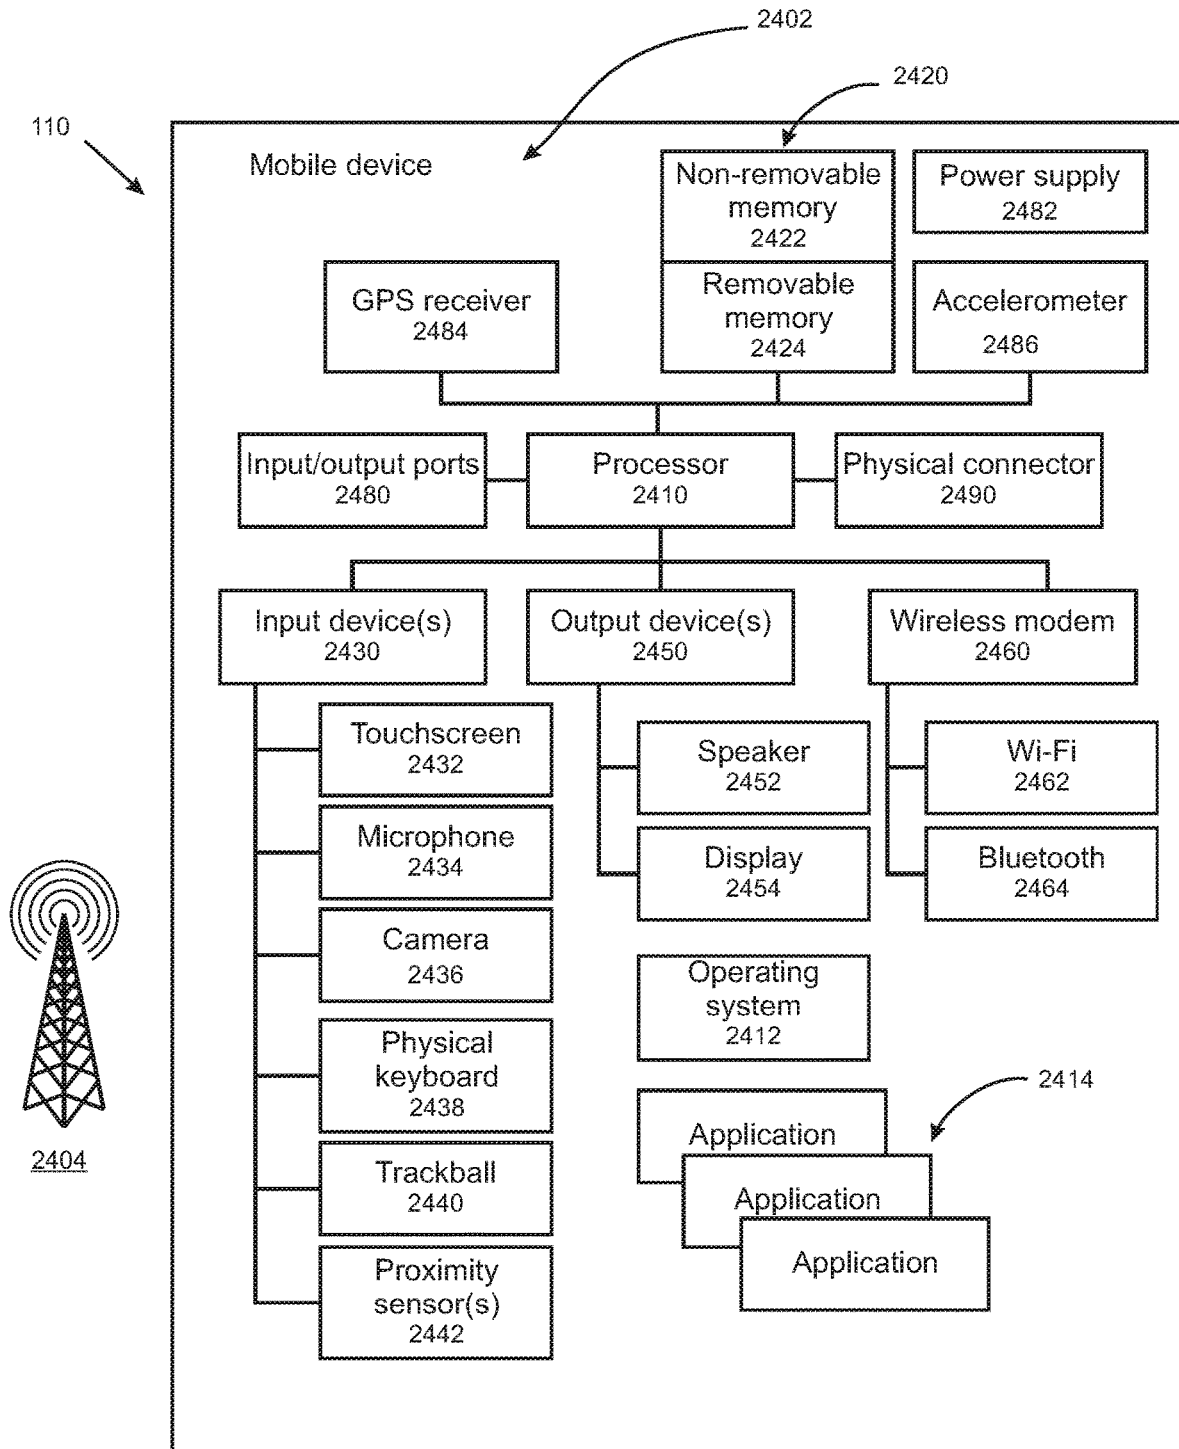 2402
2420
110
Mobile device
Non-removable
memory
2422
Power supply
2482
GPS receiver
2484
Removable
memory
2424
Accelerometer
2486
Input/output ports
2480
Processor
2410
Physical connector
2490
Input device(s)
2430
Output device(s)
2450
Wireless modem
2460
Touchscreen
2432
Speaker
2452
Wi-Fi
2462
Microphone
2434
Display
2454
Bluetooth
2464
Camera
2436
Operating
system
2412
Physical
keyboard
2438
2414
Application
Application
Application
2404
Trackball
2440
Proximity
sensor(s)
2442